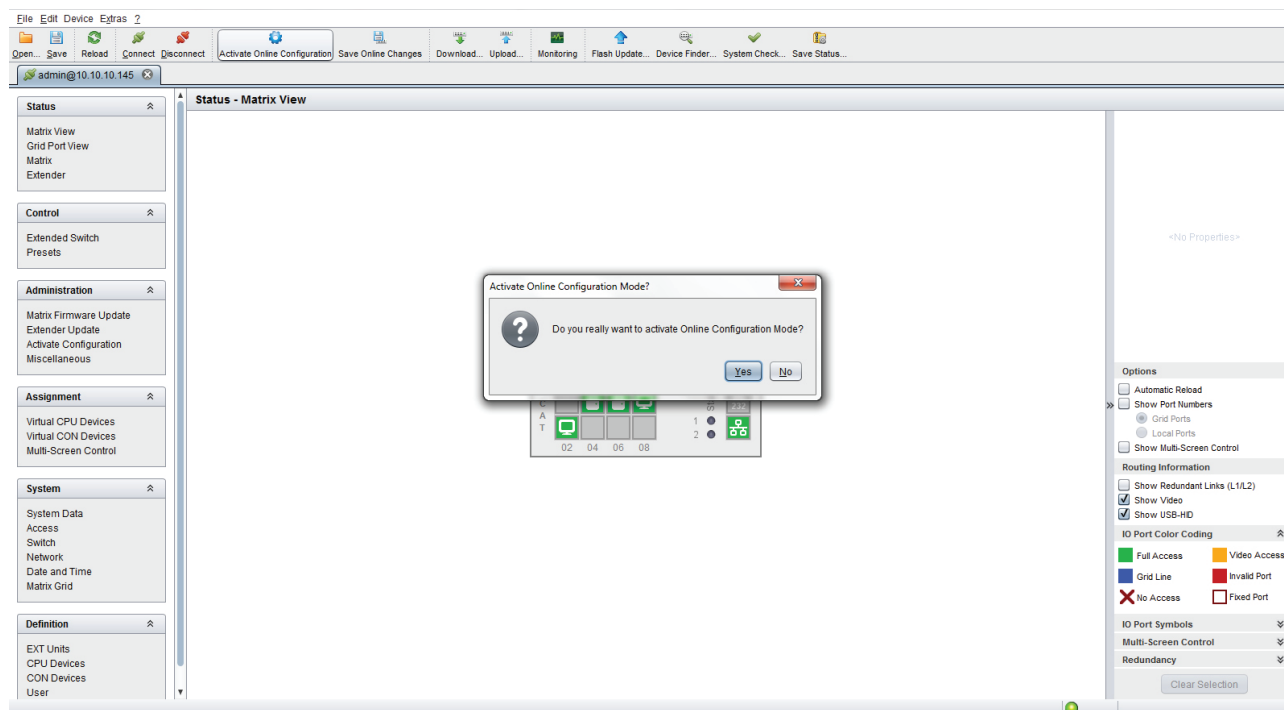 File Edit Device Extras ?
Open... Save Reload Connect Disconnect Activate Online Configuration Save Online Changes Download... Upload... Monitoring Flash Update... Device Finder... System Check... Save Status...
admin@10.10.10.145
Status
Matrix View
Grid Port View
Matrix
Extender
Control
Extended Switch
Presets
Administration
Matrix Firmware Update
Extender Update
Activate Configuration
Miscellaneous
Assignment
Virtual CPU Devices
Virtual CON Devices
Multi-Screen Control
System
System Data
Access
Switch
Network
Date and Time
Matrix Grid
Definition
EXT Units
CPU Devices
CON Devices
User
Status - Matrix View
Activate Online Configuration Mode?
Do you really want to activate Online Configuration Mode?
Yes No
C
A
T
1
2
02 04 06 08
<No Properties>
Options
Automatic Reload
Show Port Numbers
Grid Ports
Local Ports
Show Multi-Screen Control
Routing Information
Show Redundant Links (L1/L2)
Show Video
Show USB-HID
IO Port Color Coding
Full Access Video Access
Grid Line Invalid Port
No Access Fixed Port
IO Port Symbols
Multi-Screen Control
Redundancy
Clear Selection